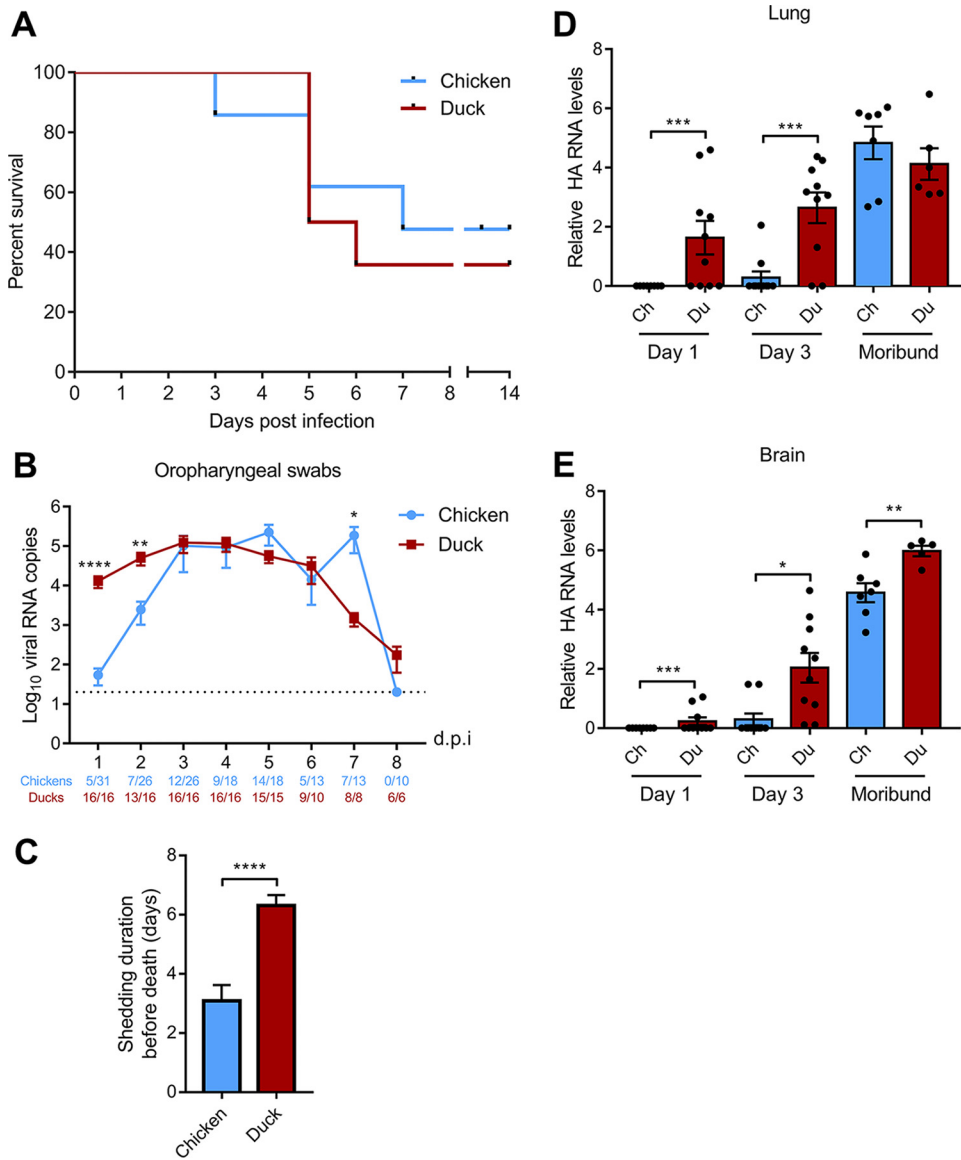 A
Percent survival
100
80
60
40
20
0
0 1 2 3 4 5 6 7 8 14
Days post infection
Chicken
Duck
B
Oropharyngeal swabs
Log10 viral RNA copies
6
5
4
3
2
1
0
**** ** *
Chicken
Duck
d.p.i
1 2 3 4 5 6 7 8
Chickens 5/31 7/26 12/26 9/18 14/18 5/13 7/13 0/10
Ducks 16/16 13/16 16/16 16/16 15/15 9/10 8/8 6/6
C
Shedding duration
before death (days)
8
6
4
2
0
****
Chicken Duck
D
Lung
Relative HA RNA levels
8
6
4
2
0
*** ***
Ch Du Ch Du Ch Du
Day 1 Day 3 Moribund
E
Brain
Relative HA RNA levels
8
6
4
2
0
*** * **
Ch Du Ch Du Ch Du
Day 1 Day 3 Moribund